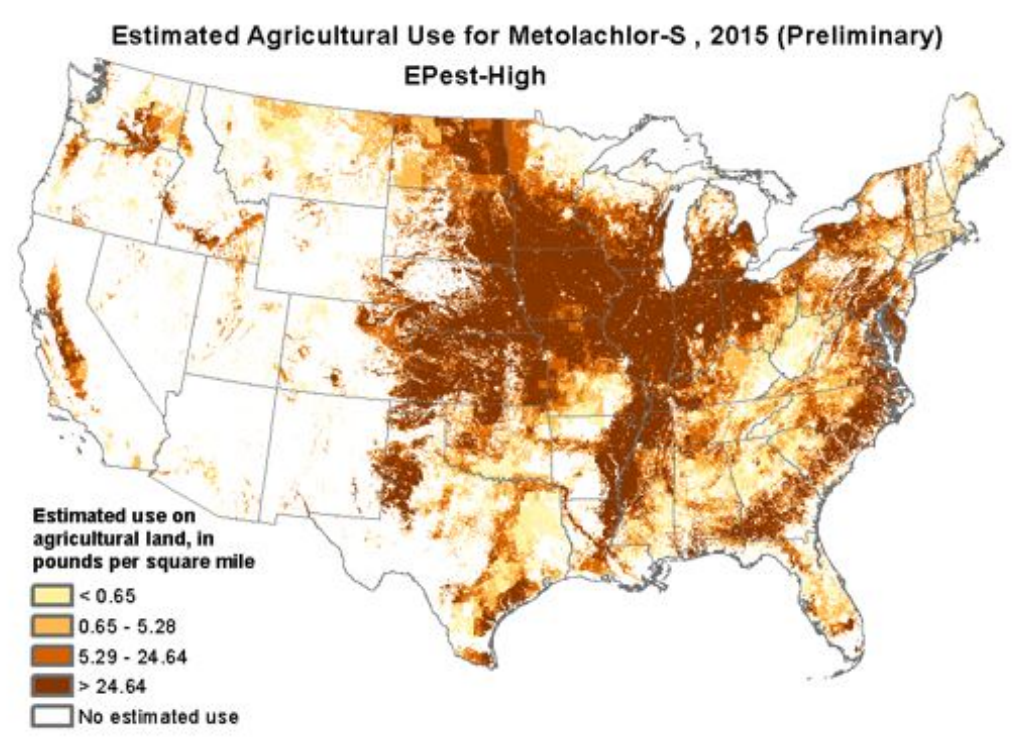 Estimated Agricultural Use for Metolachlor-S , 2015 (Preliminary)
EPest-High
Estimated use on
agricultural land, in
pounds per square mile
< 0.65
0.65 - 5.28
5.29 - 24.64
> 24.64
No estimated use